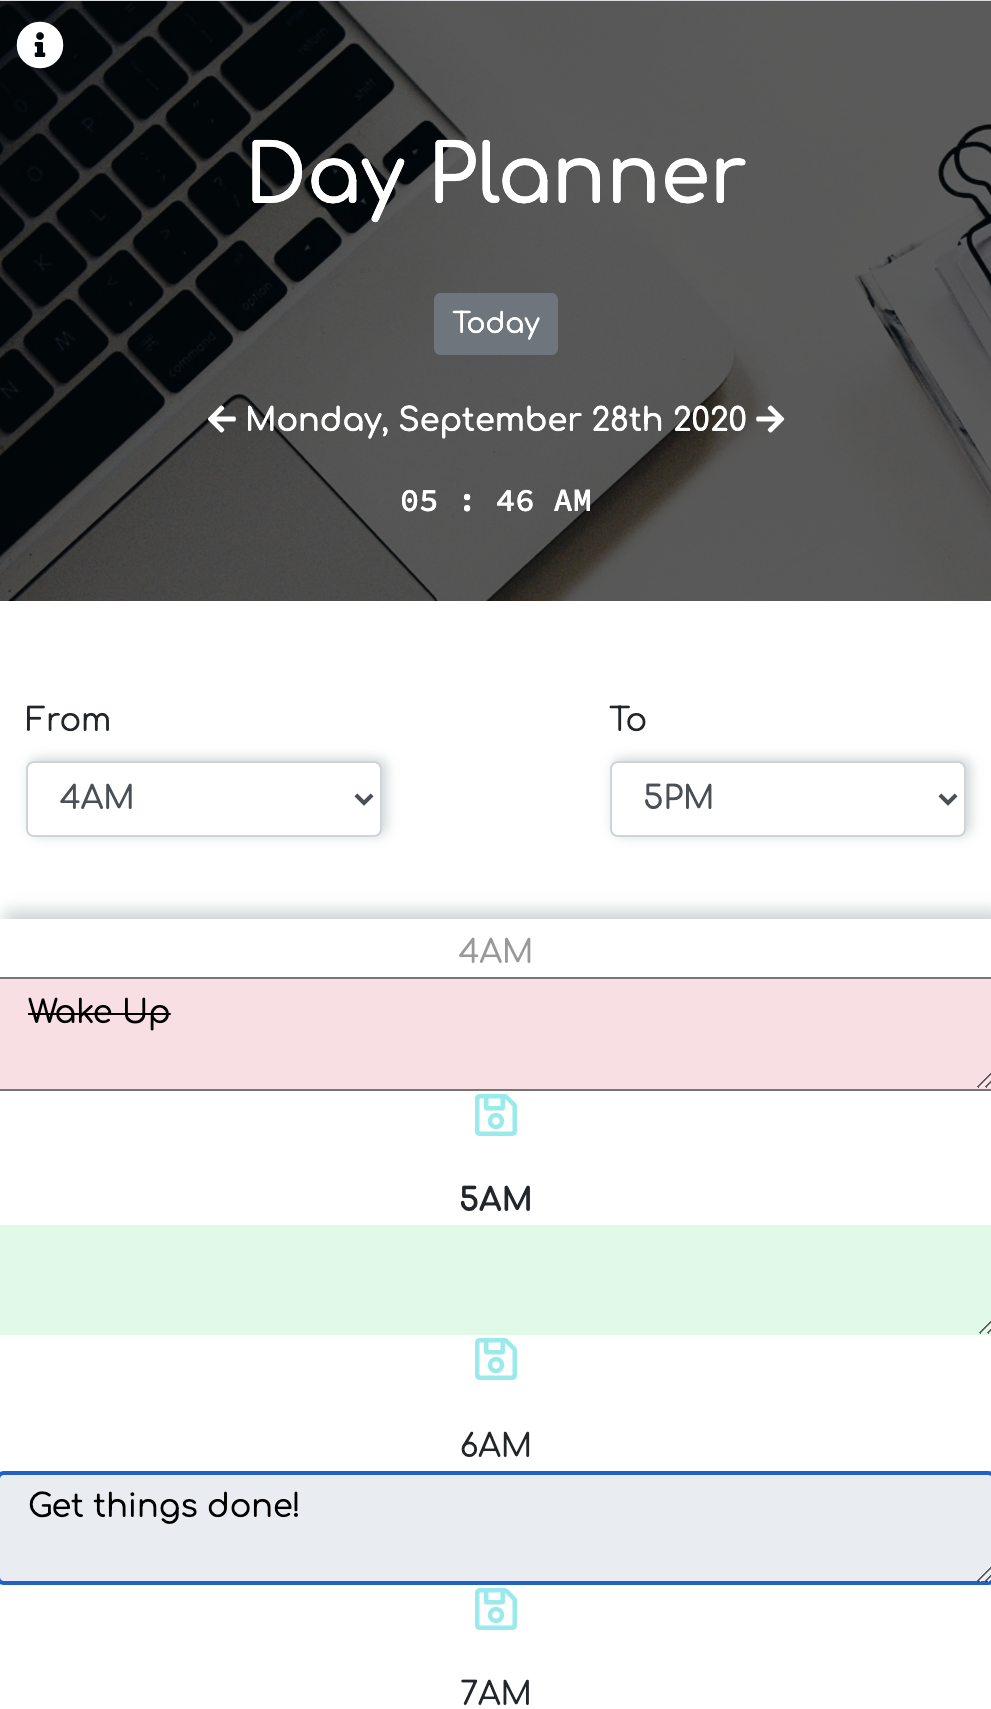 Day Planner
Today
Monday, September 28th 2020
05 : 46 AM
From
To
4AM
5PM
4AM
Wake Up
5AM
6AM
Get things done!
7AM